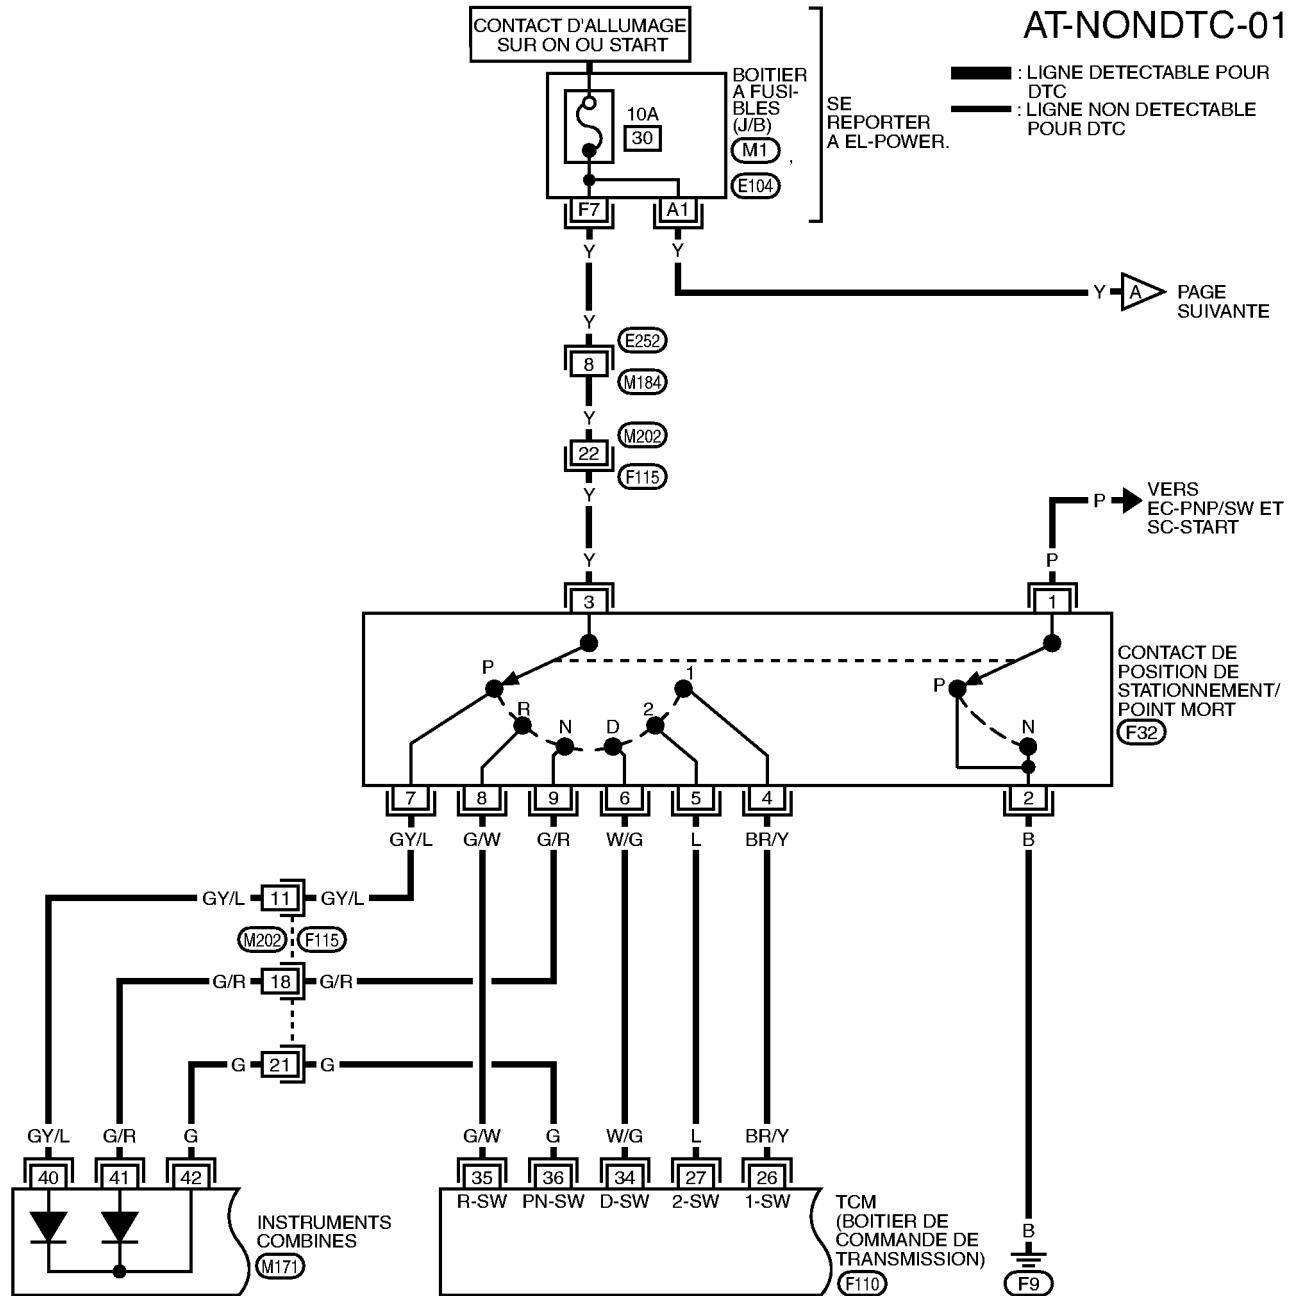 AT-NONDTC-01
CONTACT D'ALLUMAGE
SUR ON OU START
: LIGNE DETECTABLE POUR
DTC
: LIGNE NON DETECTABLE
POUR DTC
BOITIER
A FUSI-
BLES
(J/B)
M1
,
E104
10A
30
SE
REPORTER
A EL-POWER.
F7
A1
Y
Y
Y
A
PAGE
SUIVANTE
Y
E252
8
M184
Y
M202
22
F115
Y
VERS
EC-PNP/SW ET
SC-START
P
Y
P
3
1
CONTACT DE
POSITION DE
STATIONNEMENT/
POINT MORT
F32
P
R
N
D
2
1
P
N
7
8
9
6
5
4
2
GY/L
G/W
G/R
W/G
L
BR/Y
B
GY/L
11
GY/L
M202
F115
G/R
18
G/R
G
21
G
GY/L
G/R
G
G/W
G
W/G
L
BR/Y
40
41
42
35
36
34
27
26
R-SW
PN-SW
D-SW
2-SW
1-SW
INSTRUMENTS
COMBINES
M171
TCM
(BOITIER DE
COMMANDE DE
TRANSMISSION)
F110
B
F9